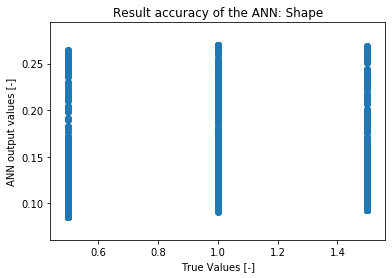 Result accuracy of the ANN: Shape
ANN output values [-]
0.25
0.20
0.15
0.10
0.6 0.8 1.0 1.2 1.4
True Values [-]